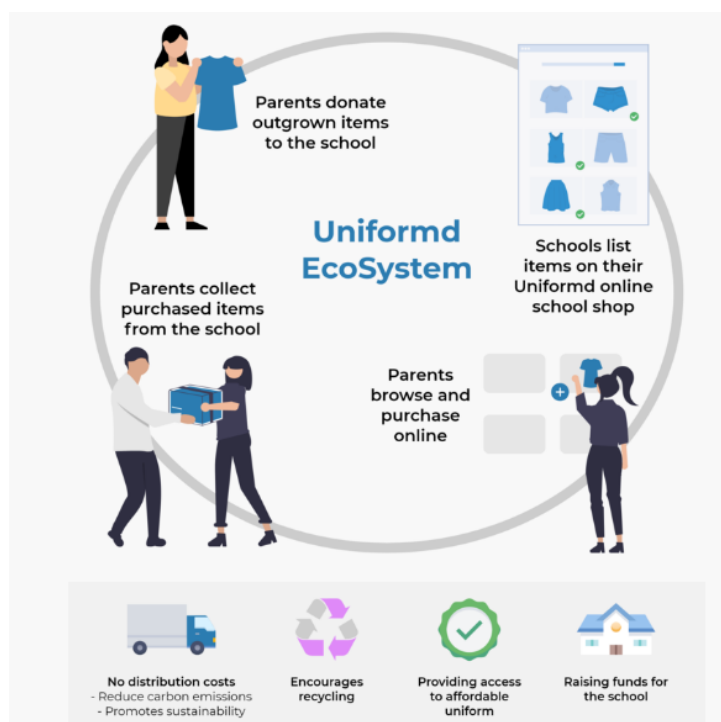 Parents donate
outgrown items
to the school
Uniformd
EcoSystem
Schools list
items on their
Uniformd online
school shop
Parents collect
purchased items
from the school
Parents
browse and
purchase
online
No distribution costs
- Reduce carbon emissions
- Promotes sustainability
Encourages
recycling
Providing access
to affordable
uniform
Raising funds for
the school